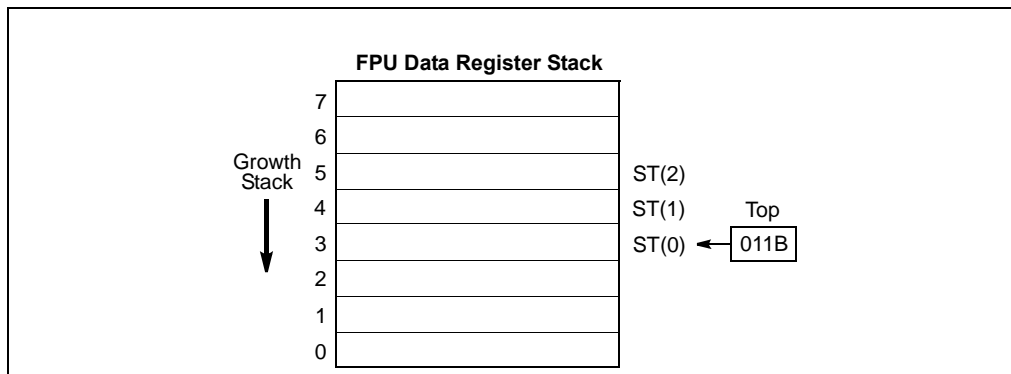 FPU Data Register Stack
7
6
Growth
Stack
5
ST(2)
4
ST(1)
Top
3
ST(0)
011B
2
1
0